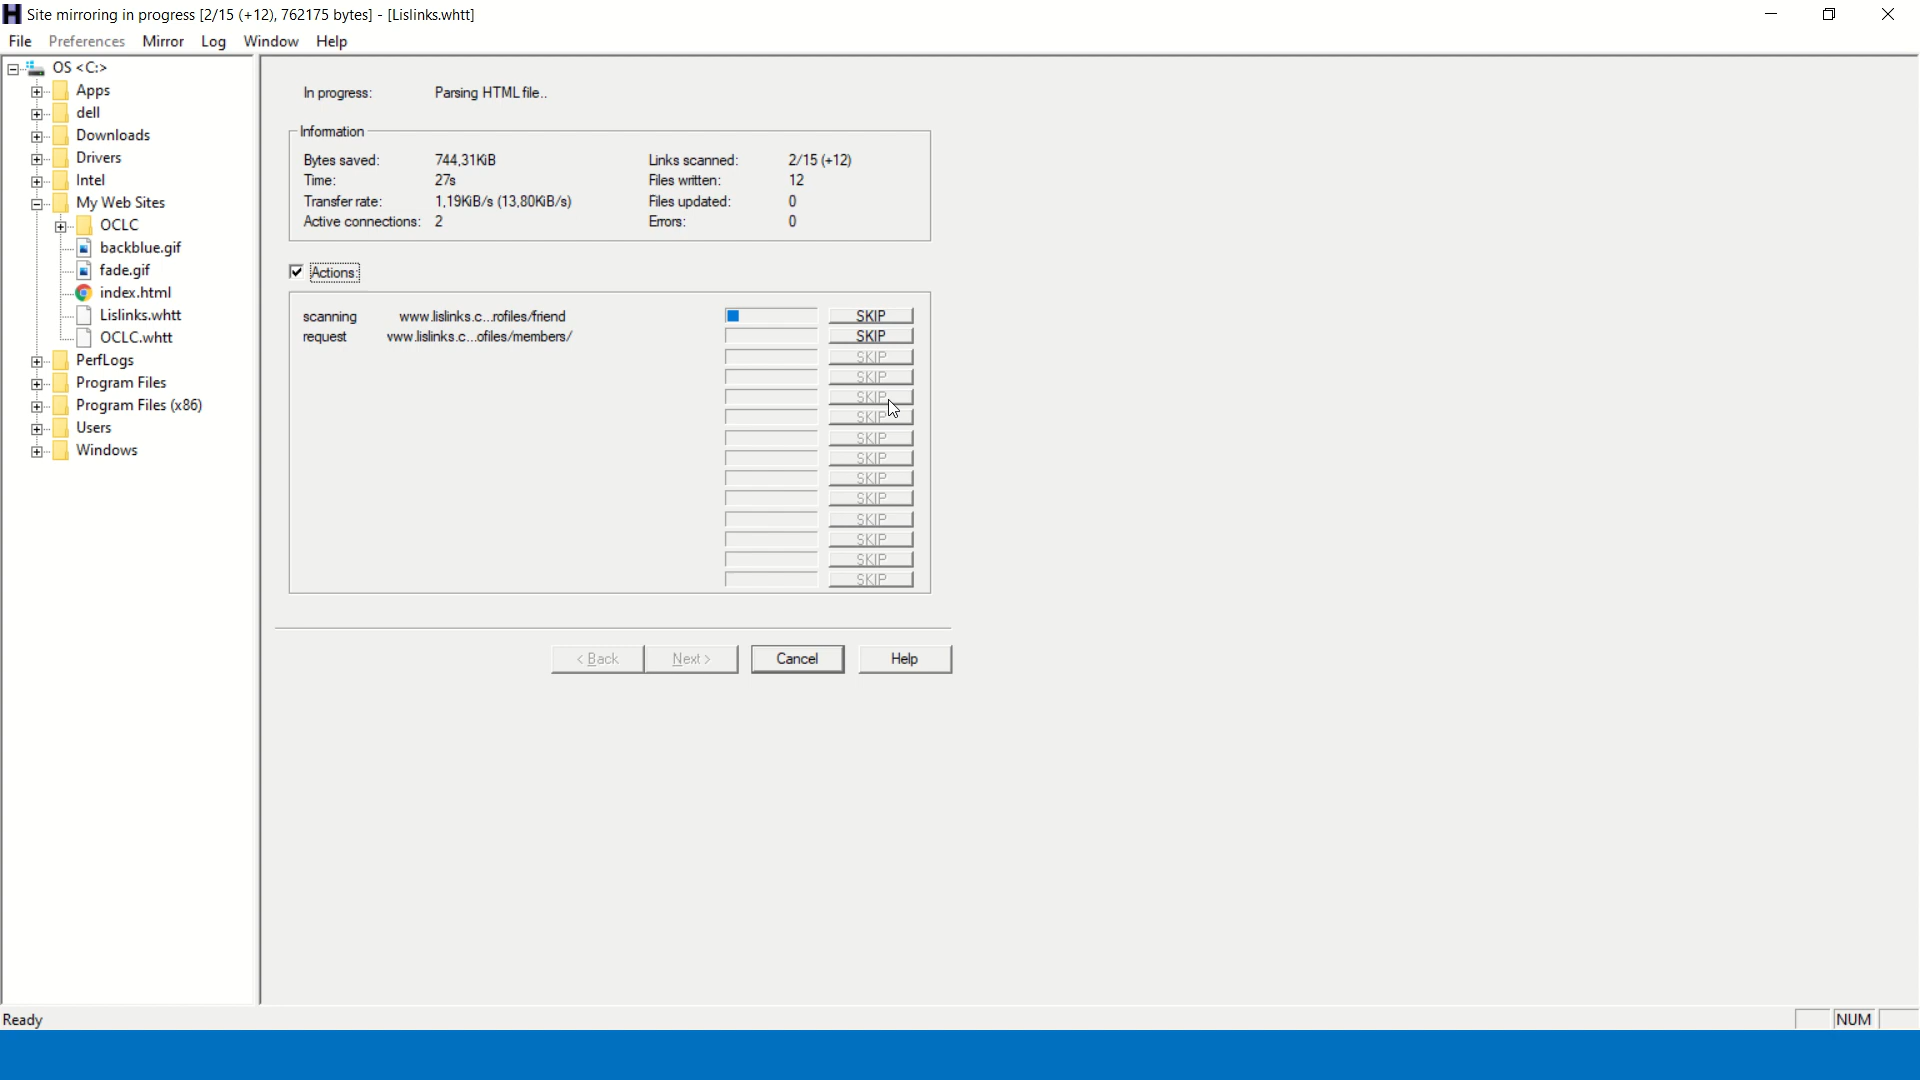 Site mirroring in progress [2/15 (+12), 762175 bytes] - [Lislinks.whtt]
File Preferences Mirror Log Window Help
OS <C:>
Apps
dell
Downloads
Drivers
Intel
My Web Sites
OCLC
backblue.gif
fade.gif
index.html
Lislinks.whtt
OCLC.whtt
PerfLogs
Program Files
Program Files (x86)
Users
Windows
In progress: Parsing HTML file..
Information
Bytes saved: 744,31KiB Links scanned: 2/15 (+12)
Time: 27s Files written: 12
Transfer rate: 1,19KiB/s (13,80KiB/s) Files updated: 0
Active connections: 2 Errors: 0
Actions:
scanning www.lislinks.c...rofiles/friend SKIP
request www.lislinks.c...ofiles/members/ SKIP
SKIP
SKIP
SKIP
SKIP
SKIP
SKIP
SKIP
SKIP
SKIP
SKIP
SKIP
SKIP
< Back Next > Cancel Help
Ready NUM